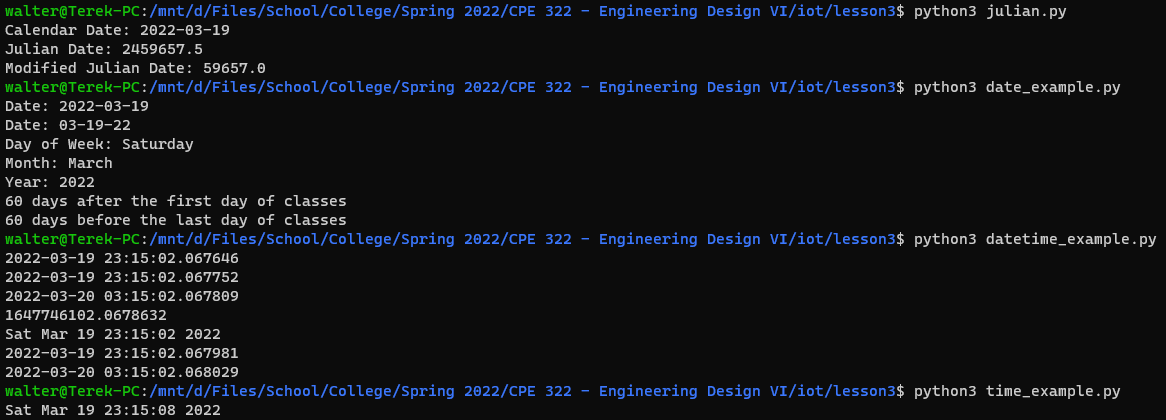 walter@Terek-PC:/mnt/d/Files/School/College/Spring 2022/CPE 322 - Engineering Design VI/iot/lesson3$ python3 julian.py
Calendar Date: 2022-03-19
Julian Date: 2459657.5
Modified Julian Date: 59657.0
walter@Terek-PC:/mnt/d/Files/School/College/Spring 2022/CPE 322 - Engineering Design VI/iot/lesson3$ python3 date_example.py
Date: 2022-03-19
Date: 03-19-22
Day of Week: Saturday
Month: March
Year: 2022
60 days after the first day of classes
60 days before the last day of classes
walter@Terek-PC:/mnt/d/Files/School/College/Spring 2022/CPE 322 - Engineering Design VI/iot/lesson3$ python3 datetime_example.py
2022-03-19 23:15:02.067646
2022-03-19 23:15:02.067752
2022-03-20 03:15:02.067809
1647746102.0678632
Sat Mar 19 23:15:02 2022
2022-03-19 23:15:02.067981
2022-03-20 03:15:02.068029
walter@Terek-PC:/mnt/d/Files/School/College/Spring 2022/CPE 322 - Engineering Design VI/iot/lesson3$ python3 time_example.py
Sat Mar 19 23:15:08 2022